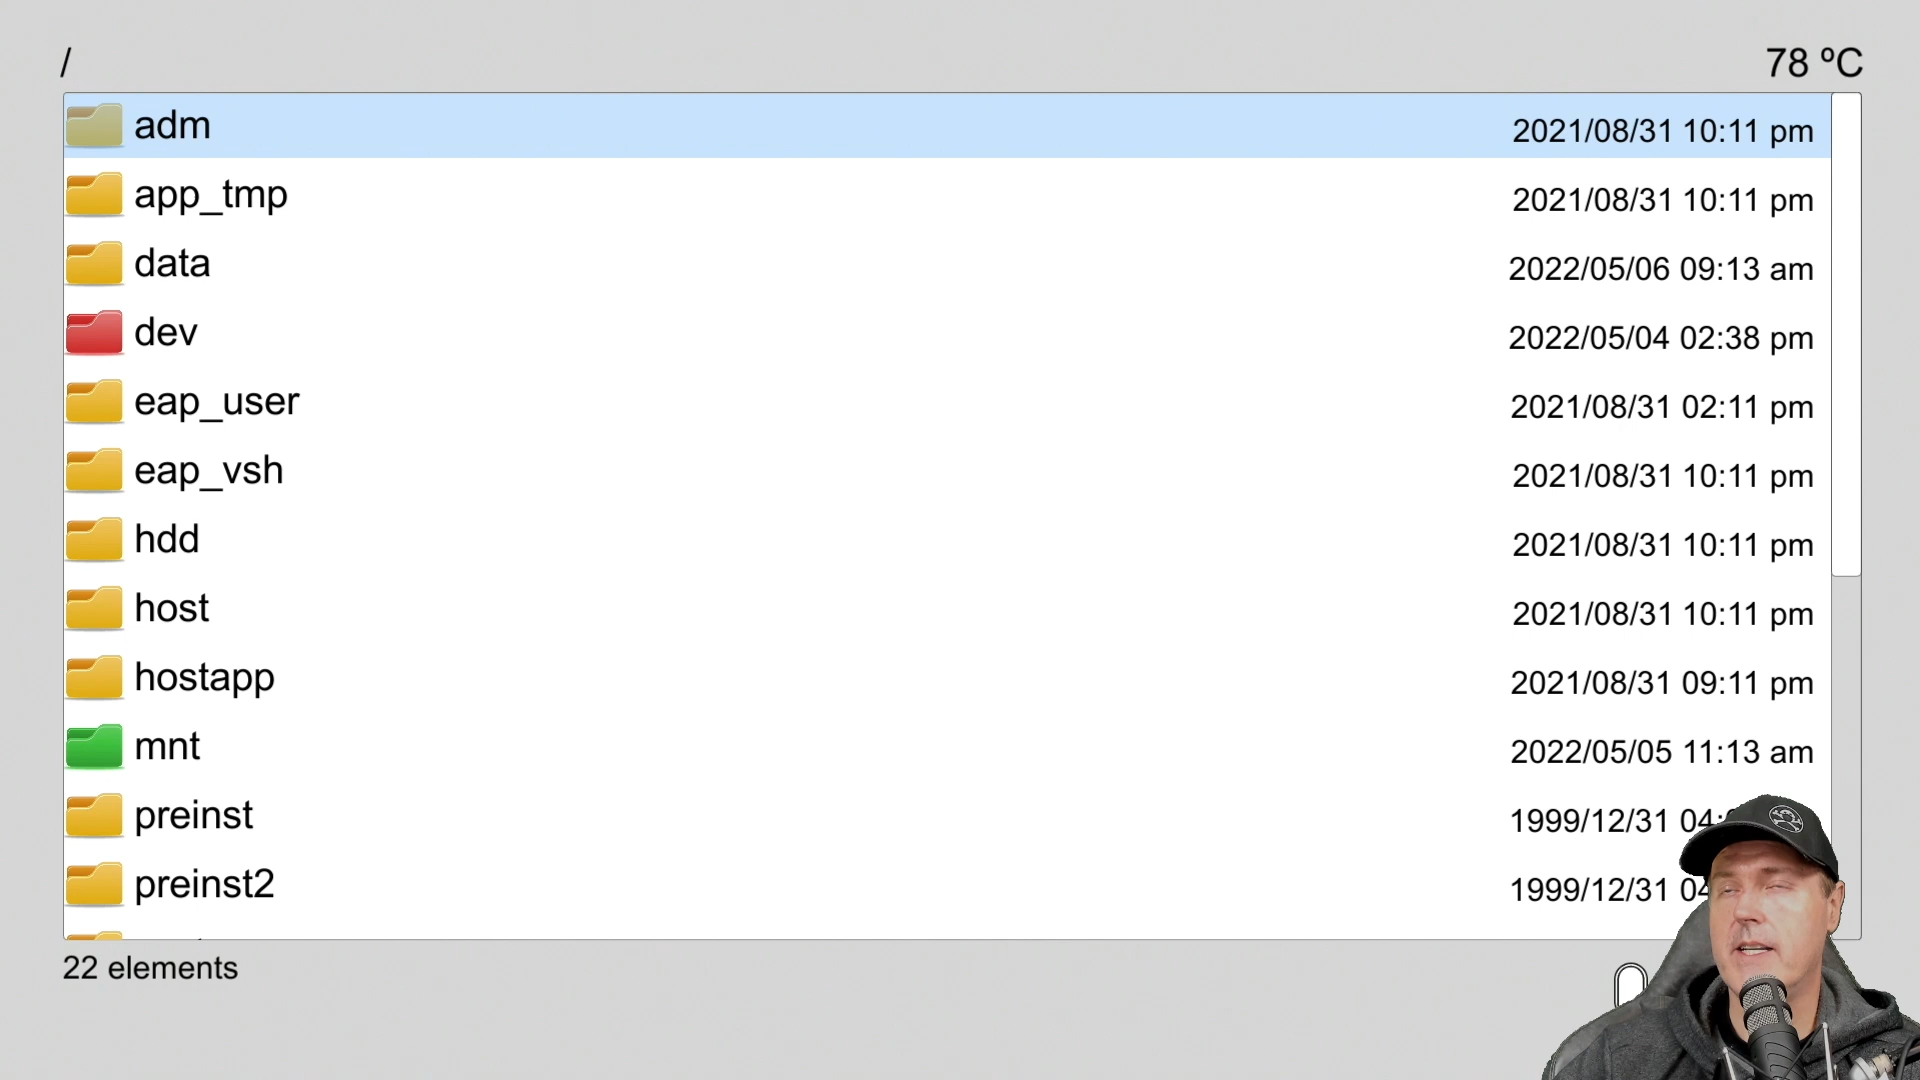 / 78 ºC
adm 2021/08/31 10:11 pm
app_tmp 2021/08/31 10:11 pm
data 2022/05/06 09:13 am
dev 2022/05/04 02:38 pm
eap_user 2021/08/31 02:11 pm
eap_vsh 2021/08/31 10:11 pm
hdd 2021/08/31 10:11 pm
host 2021/08/31 10:11 pm
hostapp 2021/08/31 09:11 pm
mnt 2022/05/05 11:13 am
preinst 1999/12/31
preinst2 1999/12/31
22 elements